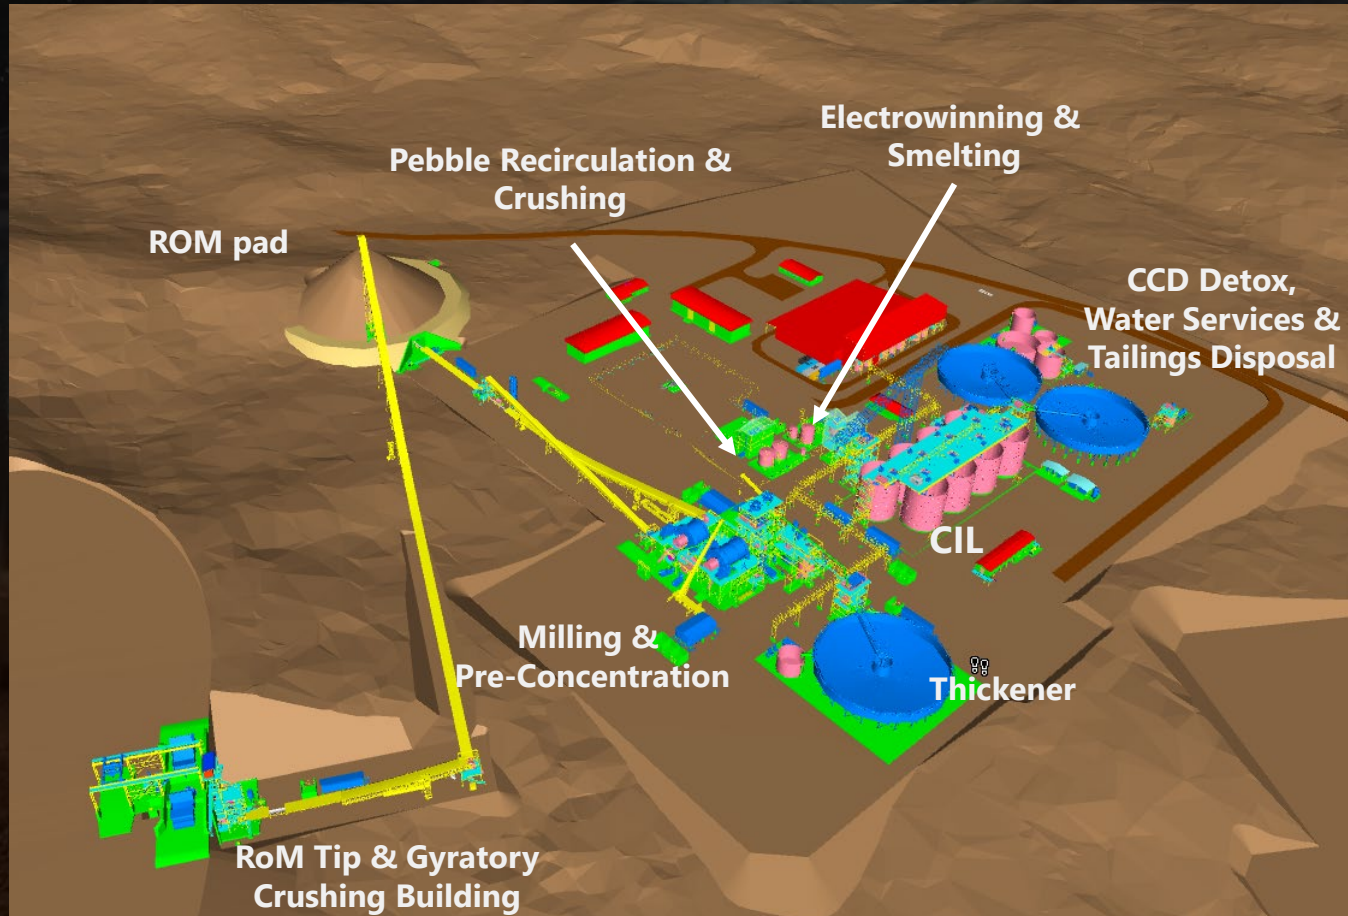 Electrowinning &
Smelting
Pebble Recirculation &
Crushing
ROM pad
CCD Detox,
Water Services &
Tailings Disposal
CIL
Milling &
Pre-Concentration
Thickener
RoM Tip & Gyratory
Crushing Building